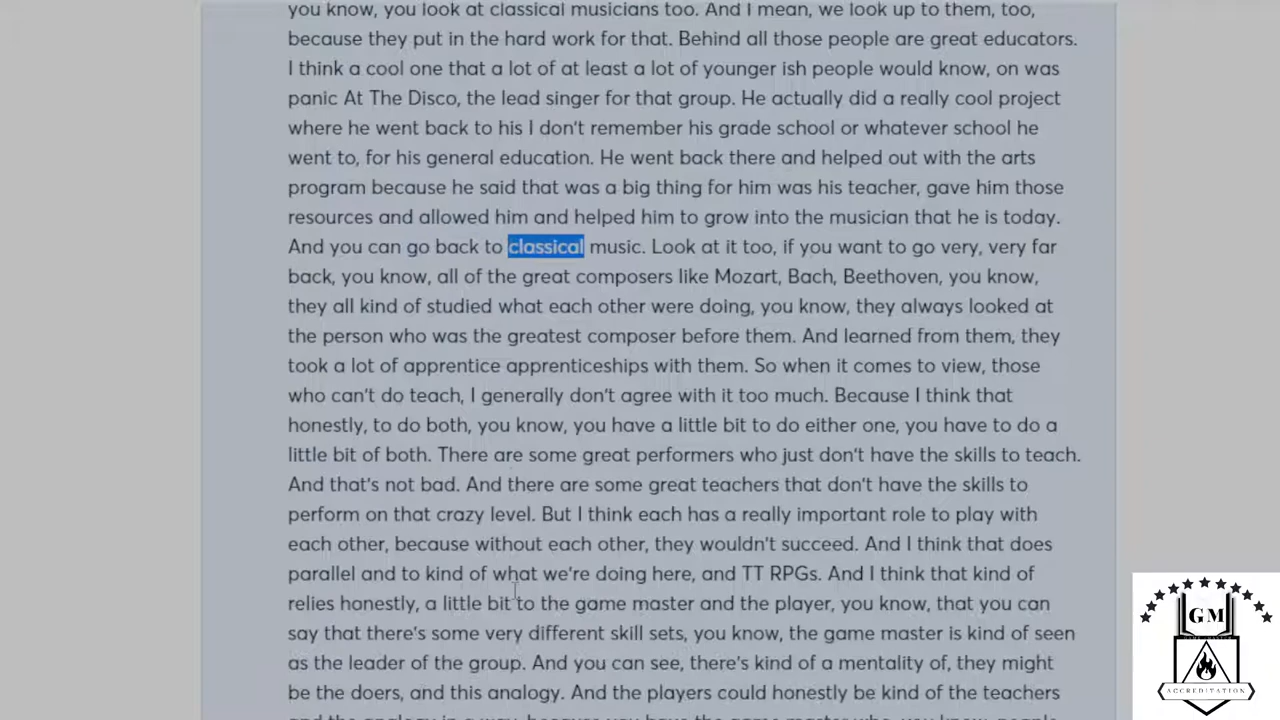 you know, you look at classical musicians too. And I mean, we look up to them, too,
because they put in the hard work for that. Behind all those people are great educators.
I think a cool one that a lot of at least a lot of younger ish people would know, on was
panic At The Disco, the lead singer for that group. He actually did a really cool project
where he went back to his I don't remember his grade school or whatever school he
went to, for his general education. He went back there and helped out with the arts
program because he said that was a big thing for him was his teacher, gave him those
resources and allowed him and helped him to grow into the musician that he is today.
And you can go back to classical music. Look at it too, if you want to go very, very far
back, you know, all of the great composers like Mozart, Bach, Beethoven, you know,
they all kind of studied what each other were doing, you know, they always looked at
the person who was the greatest composer before them. And learned from them, they
took a lot of apprentice apprenticeships with them. So when it comes to view, those
who can't do teach, I generally don't agree with it too much. Because I think that
honestly, to do both, you know, you have a little bit to do either one, you have to do a
little bit of both. There are some great performers who just don't have the skills to teach.
And that's not bad. And there are some great teachers that don't have the skills to
perform on that crazy level. But I think each has a really important role to play with
each other, because without each other, they wouldn't succeed. And I think that does
parallel and to kind of what we're doing here, and TT RPGs. And I think that kind of
relies honestly, a little bit to the game master and the player, you know, that you can
say that there's some very different skill sets, you know, the game master is kind of seen
as the leader of the group. And you can see, there's kind of a mentality of, they might
be the doers, and this analogy. And the players could honestly be kind of the teachers
GM
GAME MASTER
ACCREDITATION